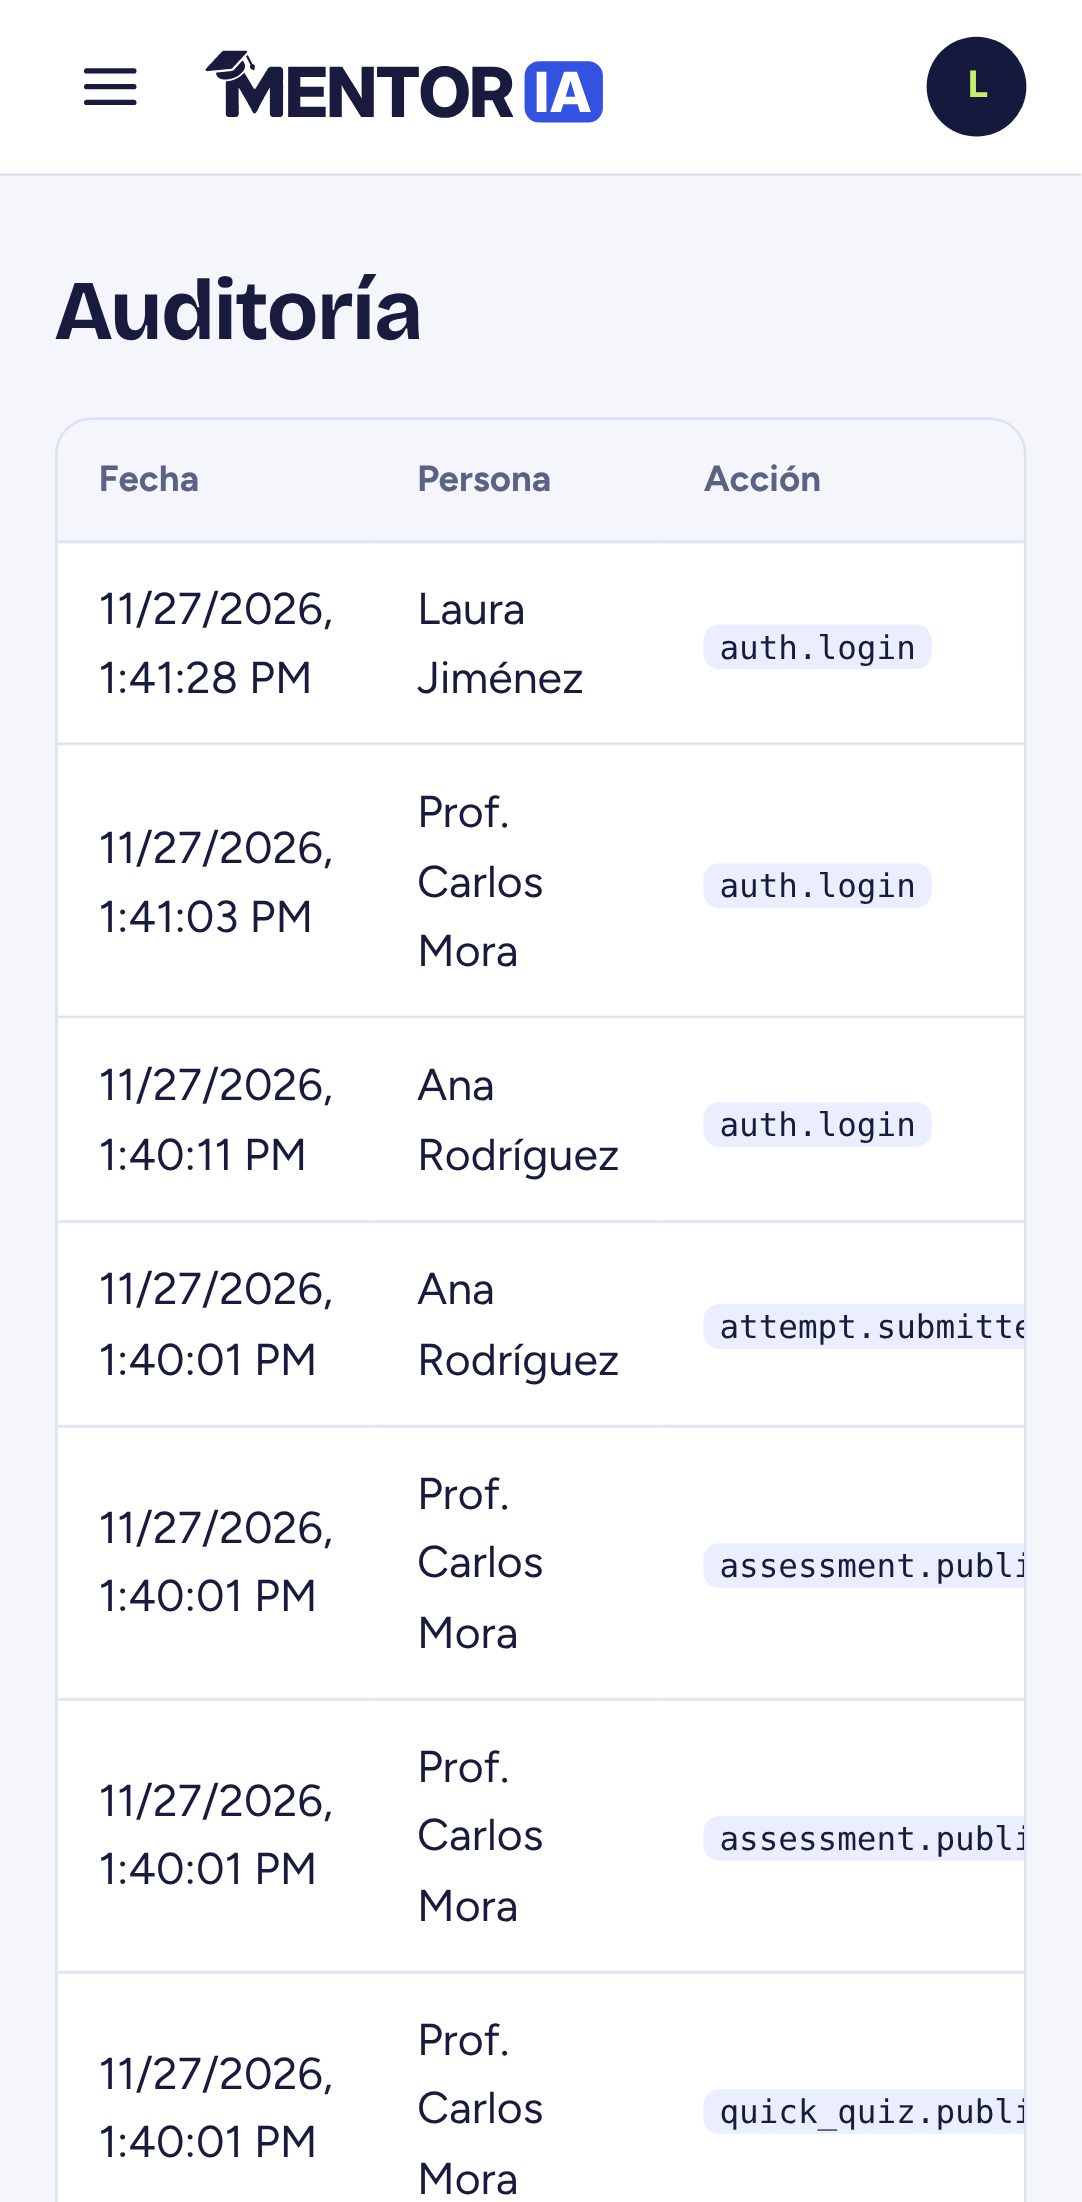 MENTOR IA
L
Auditoría
Fecha Persona Acción
11/27/2026, 1:41:28 PM Laura Jiménez auth.login
11/27/2026, 1:41:03 PM Prof. Carlos Mora auth.login
11/27/2026, 1:40:11 PM Ana Rodríguez auth.login
11/27/2026, 1:40:01 PM Ana Rodríguez attempt.submitte
11/27/2026, 1:40:01 PM Prof. Carlos Mora assessment.publi
11/27/2026, 1:40:01 PM Prof. Carlos Mora assessment.publi
11/27/2026, 1:40:01 PM Prof. Carlos Mora quick_quiz.publi